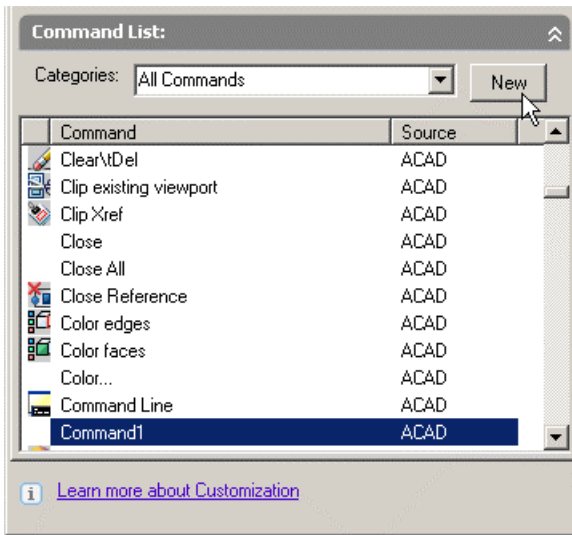 Command List:
Categories: All Commands New
Command Source
Clear\tDel ACAD
Clip existing viewport ACAD
Clip Xref ACAD
Close ACAD
Close All ACAD
Close Reference ACAD
Color edges ACAD
Color faces ACAD
Color... ACAD
Command Line ACAD
Command1 ACAD
Learn more about Customization